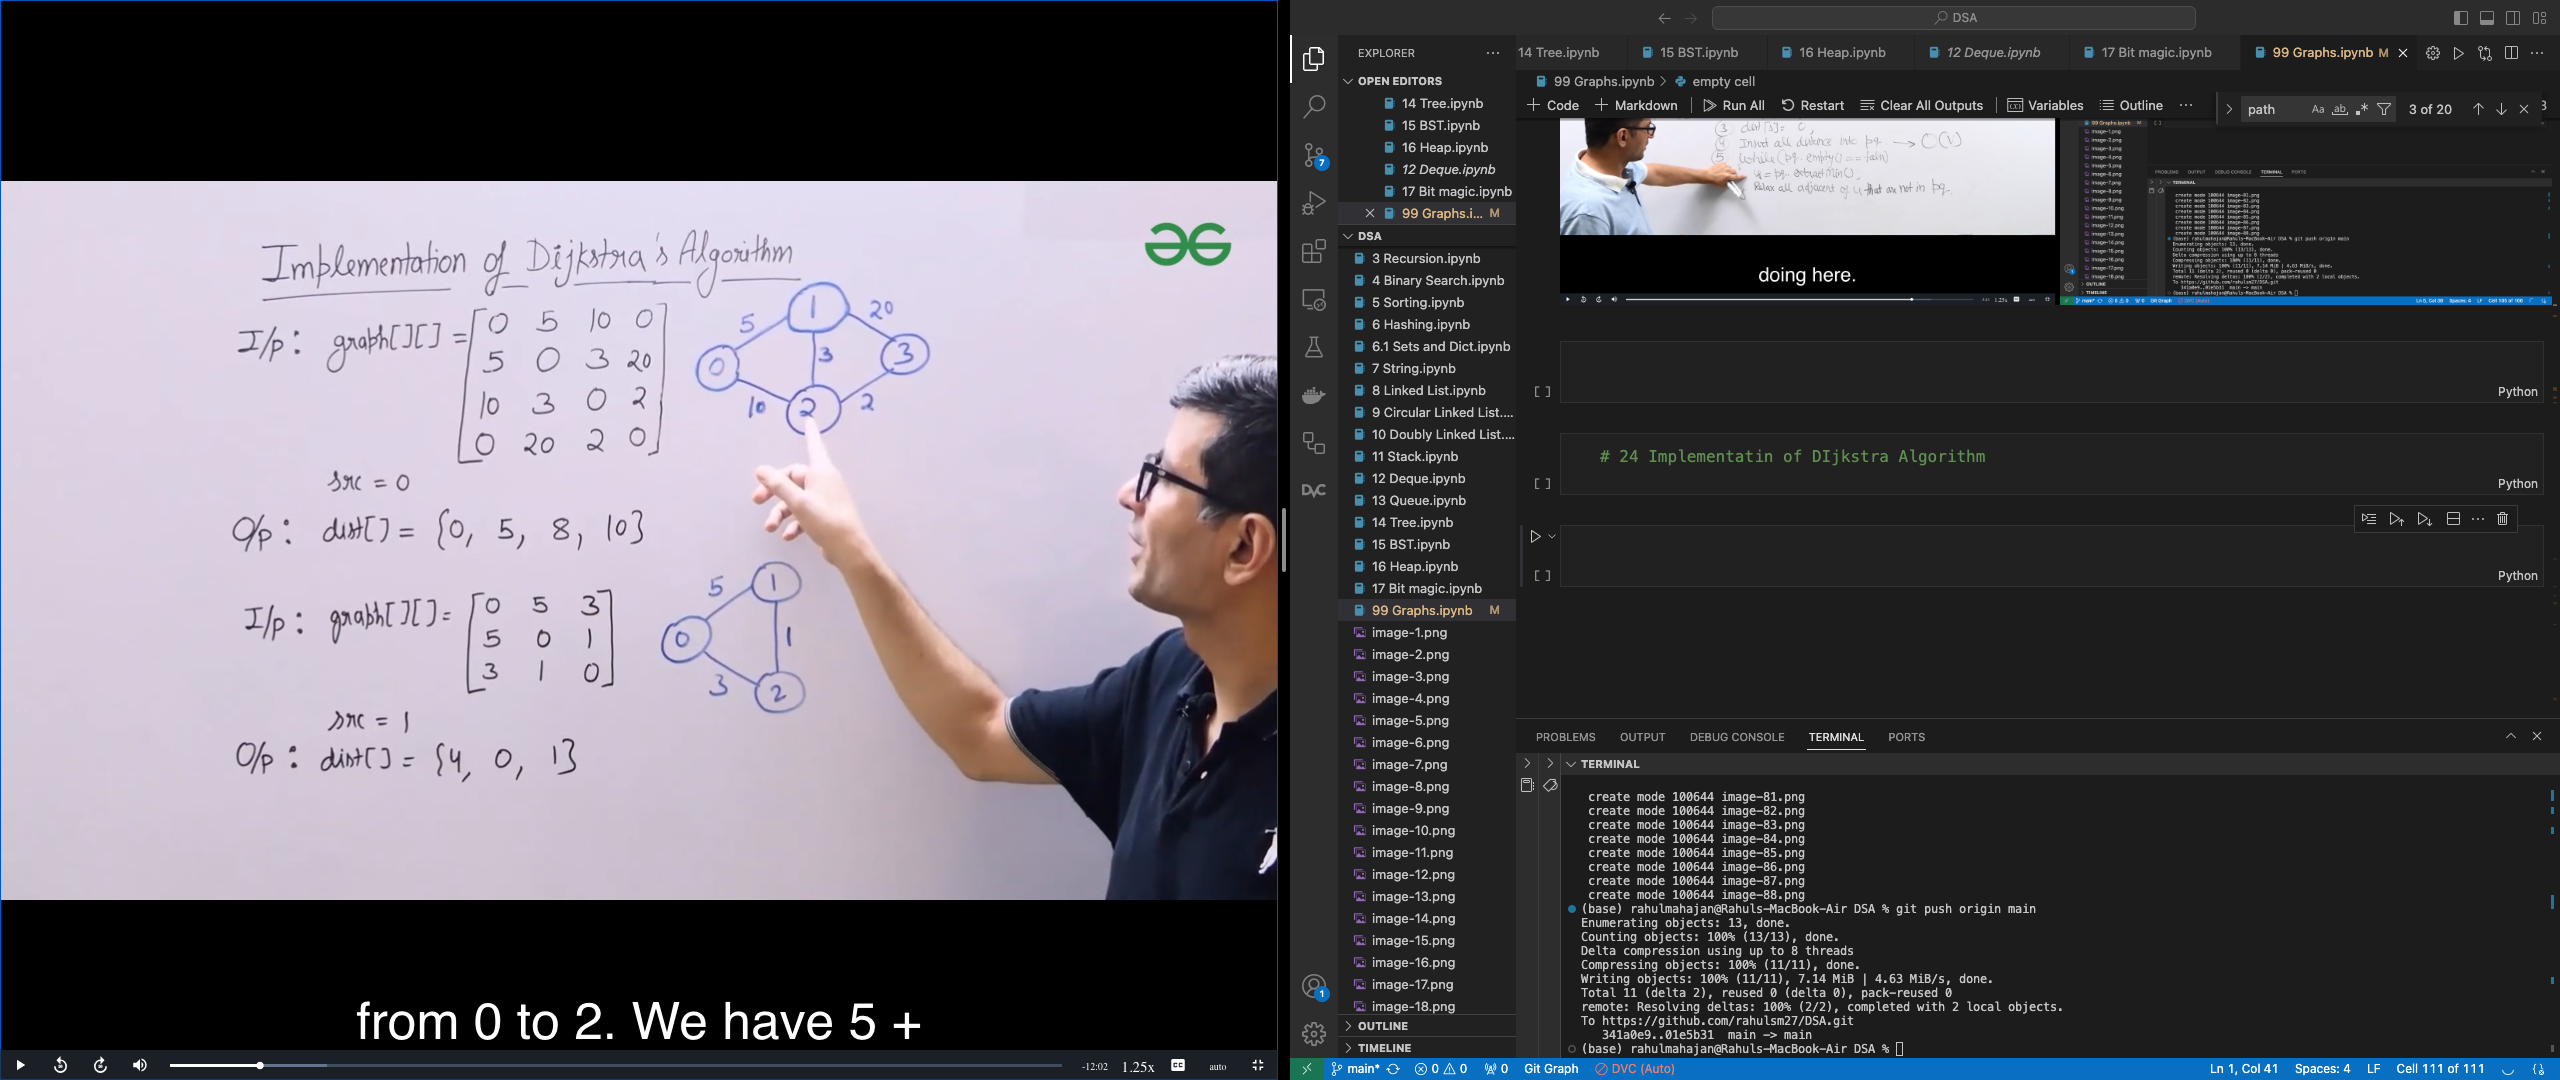 Implementation of Dijkstra's Algorithm
I/p: graph[][] =
0 5 10 0
5 0 3 20
10 3 0 2
0 20 2 0
1
5
20
0
3
3
10
2
2
src = 0
O/p: dist[] = {0, 5, 8, 10}
I/p: graph[][] =
0 5 3
5 0 1
3 1 0
5
1
0
1
3
2
src = 1
O/p: dist[] = {4, 0, 1}
from 0 to 2. We have 5 +
-12:02 1.25x auto
DSA
EXPLORER
OPEN EDITORS
14 Tree.ipynb
15 BST.ipynb
16 Heap.ipynb
12 Deque.ipynb
17 Bit magic.ipynb
99 Graphs.i... M
DSA
3 Recursion.ipynb
4 Binary Search.ipynb
5 Sorting.ipynb
6 Hashing.ipynb
6.1 Sets and Dict.ipynb
7 String.ipynb
8 Linked List.ipynb
9 Circular Linked List....
10 Doubly Linked List....
11 Stack.ipynb
12 Deque.ipynb
13 Queue.ipynb
14 Tree.ipynb
15 BST.ipynb
16 Heap.ipynb
17 Bit magic.ipynb
99 Graphs.ipynb M
image-1.png
image-2.png
image-3.png
image-4.png
image-5.png
image-6.png
image-7.png
image-8.png
image-9.png
image-10.png
image-11.png
image-12.png
image-13.png
image-14.png
image-15.png
image-16.png
image-17.png
image-18.png
OUTLINE
TIMELINE
7
DVC
1
14 Tree.ipynb 15 BST.ipynb 16 Heap.ipynb 12 Deque.ipynb 17 Bit magic.ipynb 99 Graphs.ipynb M
99 Graphs.ipynb > empty cell
+ Code + Markdown Run All Restart Clear All Outputs Variables Outline ...
path Aa ab 3 of 20
doing here.
[ ] Python
# 24 Implementatin of DIjkstra Algorithm
[ ] Python
[ ] Python
PROBLEMS OUTPUT DEBUG CONSOLE TERMINAL PORTS
TERMINAL
create mode 100644 image-81.png
create mode 100644 image-82.png
create mode 100644 image-83.png
create mode 100644 image-84.png
create mode 100644 image-85.png
create mode 100644 image-86.png
create mode 100644 image-87.png
create mode 100644 image-88.png
(base) rahulmahajan@Rahuls-MacBook-Air DSA % git push origin main
Enumerating objects: 13, done.
Counting objects: 100% (13/13), done.
Delta compression using up to 8 threads
Compressing objects: 100% (11/11), done.
Writing objects: 100% (11/11), 7.14 MiB | 4.63 MiB/s, done.
Total 11 (delta 2), reused 0 (delta 0), pack-reused 0
remote: Resolving deltas: 100% (2/2), completed with 2 local objects.
To https://github.com/rahulsm27/DSA.git
341a0e9..01e5b31 main -> main
(base) rahulmahajan@Rahuls-MacBook-Air DSA %
main* 0 0 0 Git Graph DVC (Auto) Ln 1, Col 41 Spaces: 4 LF Cell 111 of 111